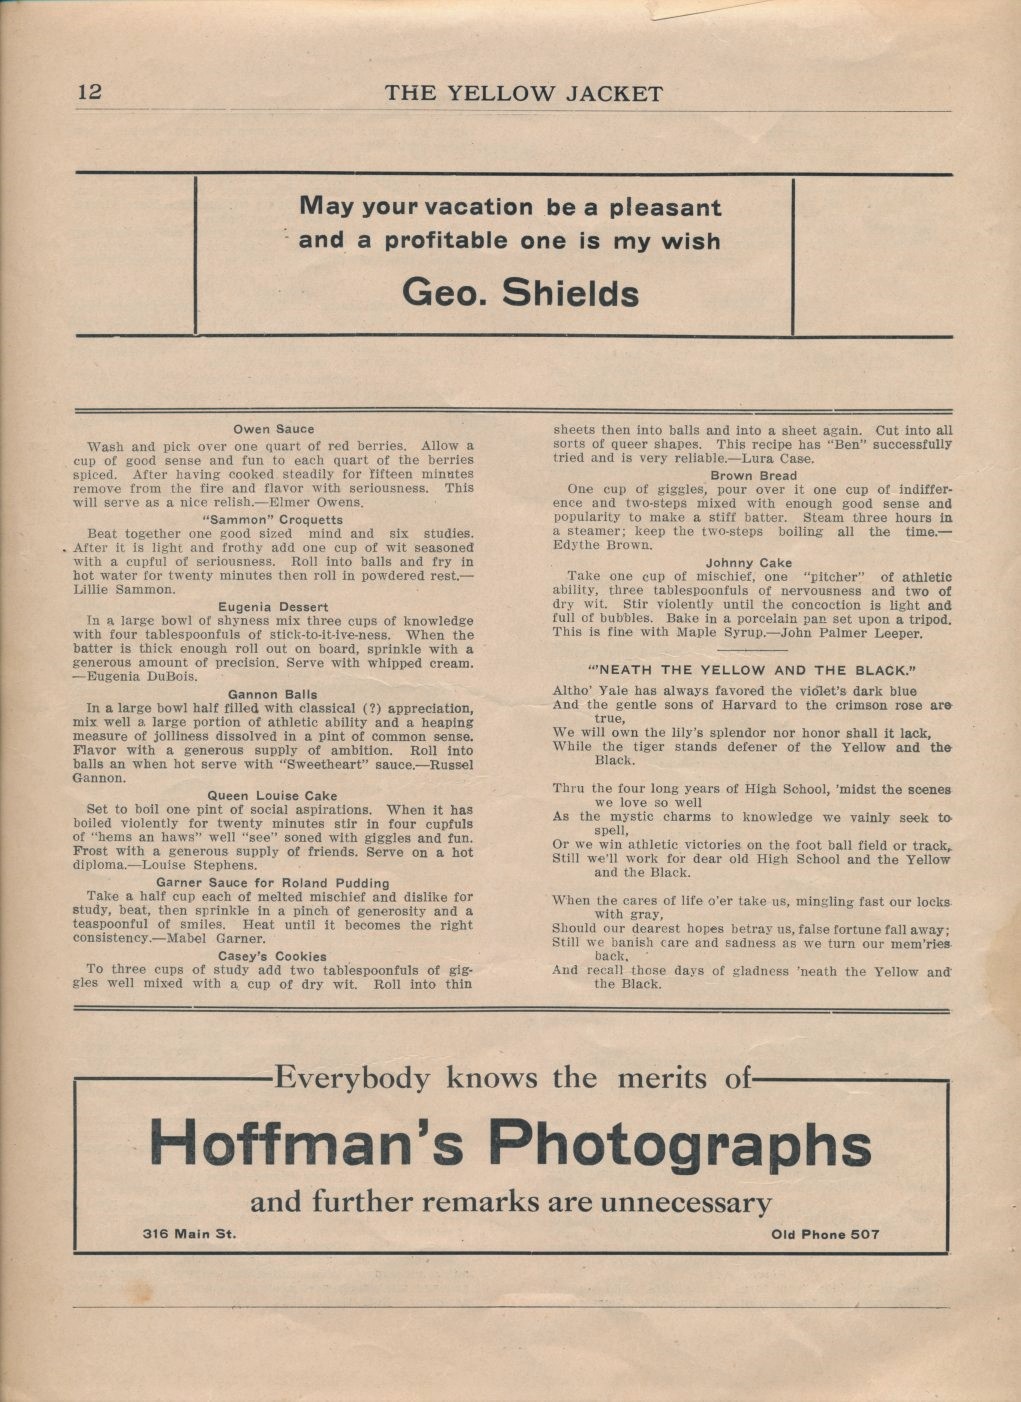 12
THE YELLOW JACKET
May your vacation be a pleasant
and a profitable one is my wish
Geo. Shields
Owen Sauce
Wash and pick over one quart of red berries. Allow a
cup of good sense and fun to each quart of the berries
spiced. After having cooked steadily for fifteen minutes
remove from the fire and flavor with seriousness. This
will serve as a nice relish.—Elmer Owens.
"Sammon" Croquetts
Beat together one good sized mind and six studies.
After it is light and frothy add one cup of wit seasoned
with a cupful of seriousness. Roll into balls and fry in
hot water for twenty minutes then roll in powdered rest.—
Lillie Sammon.
Eugenia Dessert
In a large bowl of shyness mix three cups of knowledge
with four tablespoonfuls of stick-to-it-ive-ness. When the
batter is thick enough roll out on board, sprinkle with a
generous amount of precision. Serve with whipped cream.
—Eugenia DuBois.
Gannon Balls
In a large bowl half filled with classical (?) appreciation,
mix well a large portion of athletic ability and a heaping
measure of jolliness dissolved in a pint of common sense.
Flavor with a generous supply of ambition. Roll into
balls an when hot serve with "Sweetheart" sauce.—Russel
Gannon.
Queen Louise Cake
Set to boil one pint of social aspirations. When it has
boiled violently for twenty minutes stir in four cupfuls
of "hems an haws" well "see" soned with giggles and fun.
Frost with a generous supply of friends. Serve on a hot
diploma.—Louise Stephens.
Garner Sauce for Roland Pudding
Take a half cup each of melted mischief and dislike for
study, beat, then sprinkle in a pinch of generosity and a
teaspoonful of smiles. Heat until it becomes the right
consistency.—Mabel Garner.
Casey's Cookies
To three cups of study add two tablespoonfuls of gig-
gles well mixed with a cup of dry wit. Roll into thin
sheets then into balls and into a sheet again. Cut into all
sorts of queer shapes. This recipe has "Ben" successfully
tried and is very reliable.—Lura Case.
Brown Bread
One cup of giggles, pour over it one cup of indiffer-
ence and two-steps mixed with enough good sense and
popularity to make a stiff batter. Steam three hours in
a steamer; keep the two-steps boiling all the time.—
Edythe Brown.
Johnny Cake
Take one cup of mischief, one "pitcher" of athletic
ability, three tablespoonfuls of nervousness and two of
dry wit. Stir violently until the concoction is light and
full of bubbles. Bake in a porcelain pan set upon a tripod.
This is fine with Maple Syrup.—John Palmer Leeper.
"'NEATH THE YELLOW AND THE BLACK."
Altho' Yale has always favored the violet's dark blue
And the gentle sons of Harvard to the crimson rose are
true,
We will own the lily's splendor nor honor shall it lack,
While the tiger stands defener of the Yellow and the
Black.
Thru the four long years of High School, 'midst the scenes
we love so well
As the mystic charms to knowledge we vainly seek to
spell,
Or we win athletic victories on the foot ball field or track,
Still we'll work for dear old High School and the Yellow
and the Black.
When the cares of life o'er take us, mingling fast our locks
with gray,
Should our dearest hopes betray us, false fortune fall away;
Still we banish care and sadness as we turn our mem'ries
back,
And recall those days of gladness 'neath the Yellow and
the Black.
Everybody knows the merits of
Hoffman's Photographs
and further remarks are unnecessary
316 Main St.
Old Phone 507